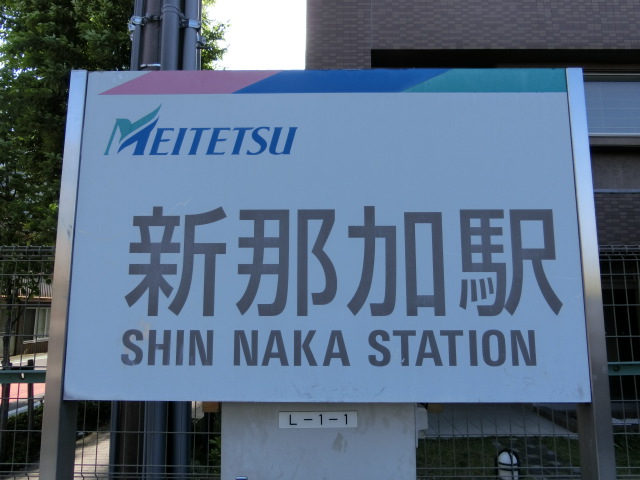 MEITETSU
新那加駅
SHIN NAKA STATION
L-1-1